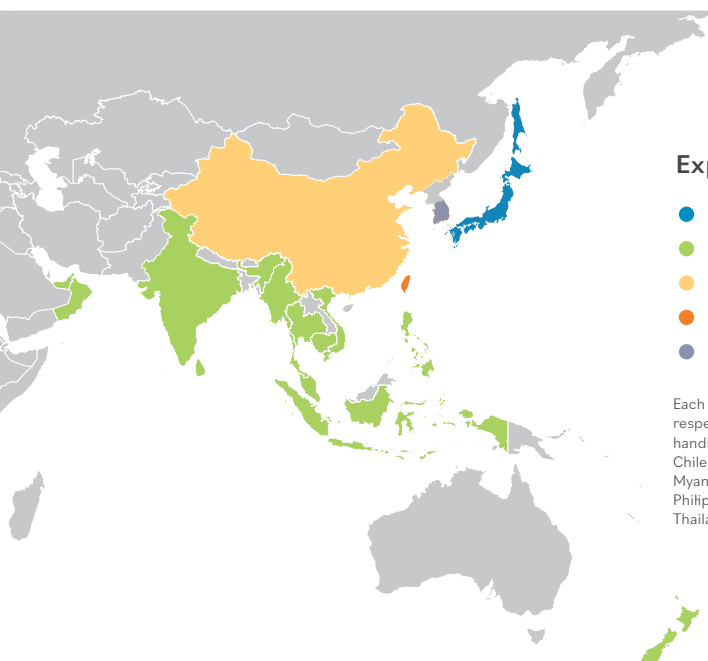 Exp
Each
respe
handl
Chile,
Myan
Philip
Thaila